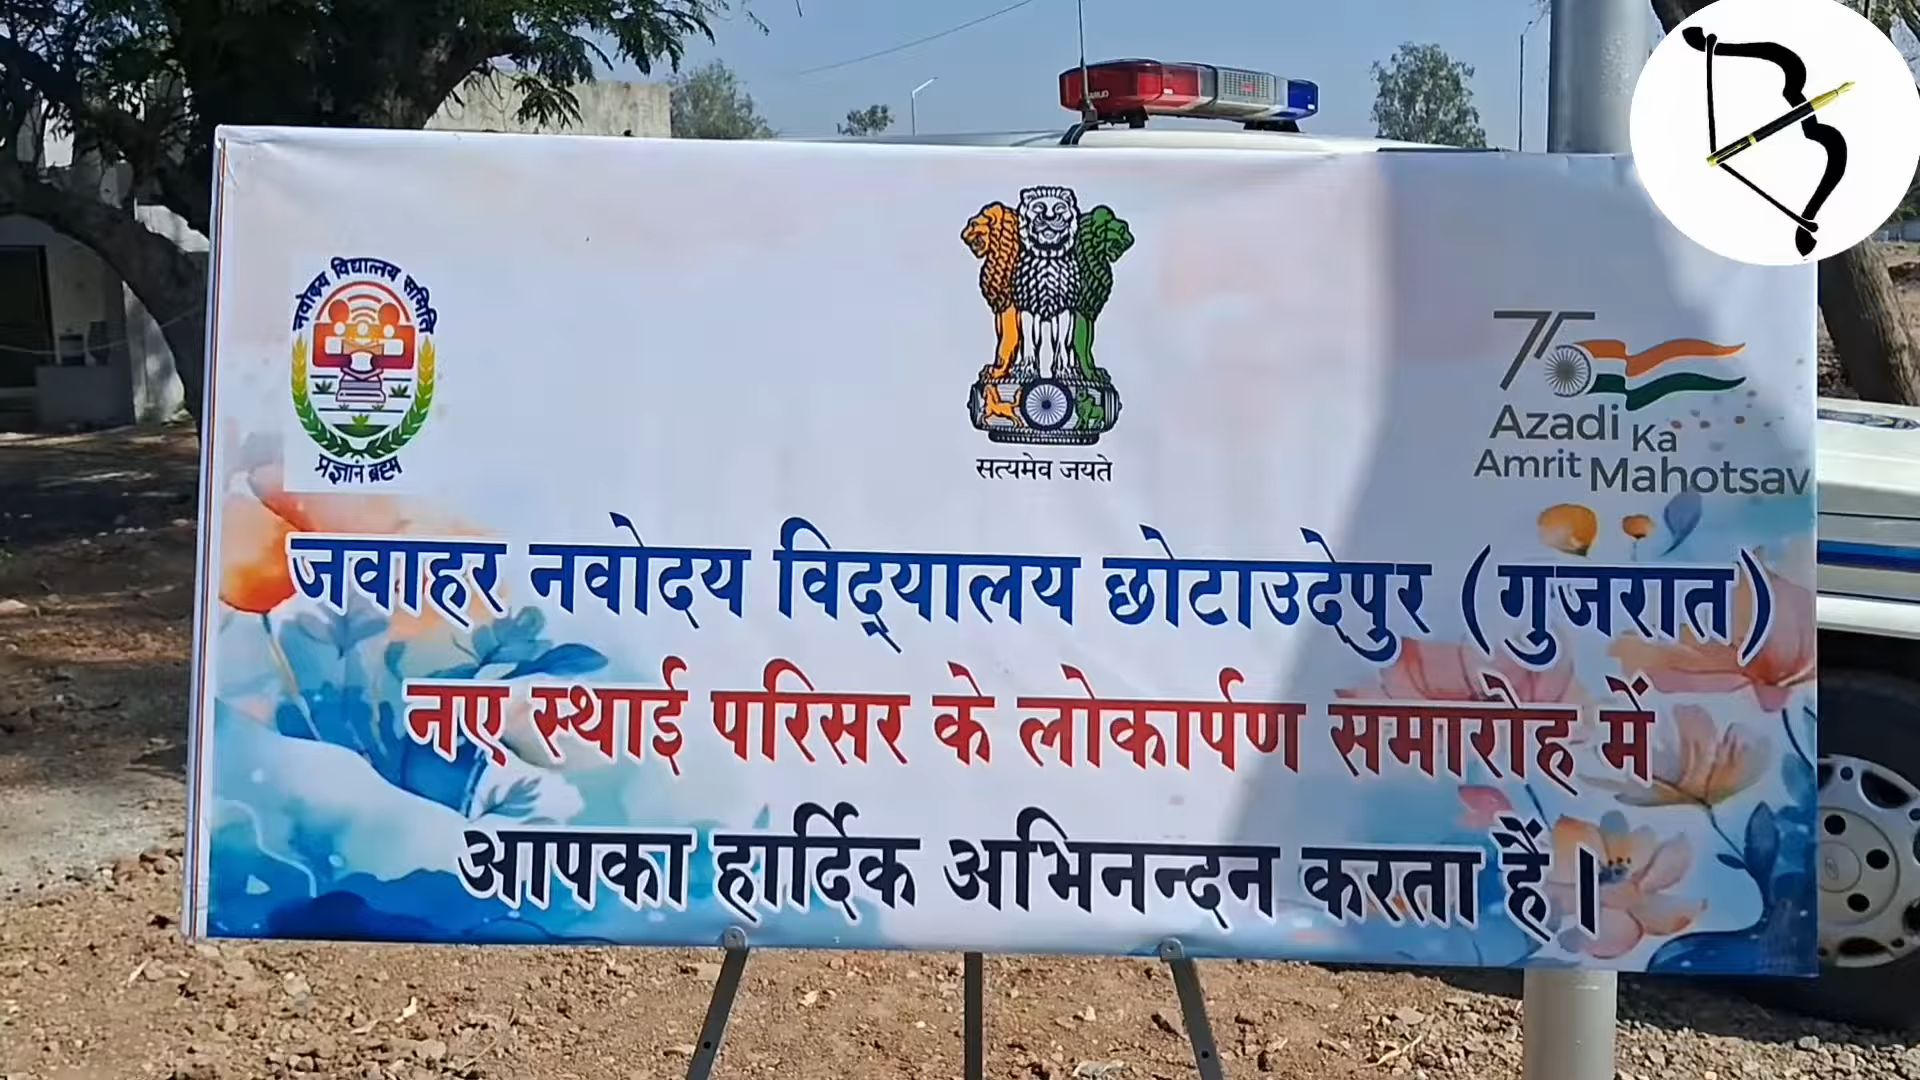 नवोदय विद्यालय समिति
प्रज्ञानं ब्रह्म
सत्यमेव जयते
75
Azadi Ka
Amrit Mahotsav
जवाहर नवोदय विद्‌यालय छोटाउदेपुर (गुजरात)
नए स्थाई परिसर के लोकार्पण समारोह में
आपका हार्दिक अभिनन्दन करता हैं।